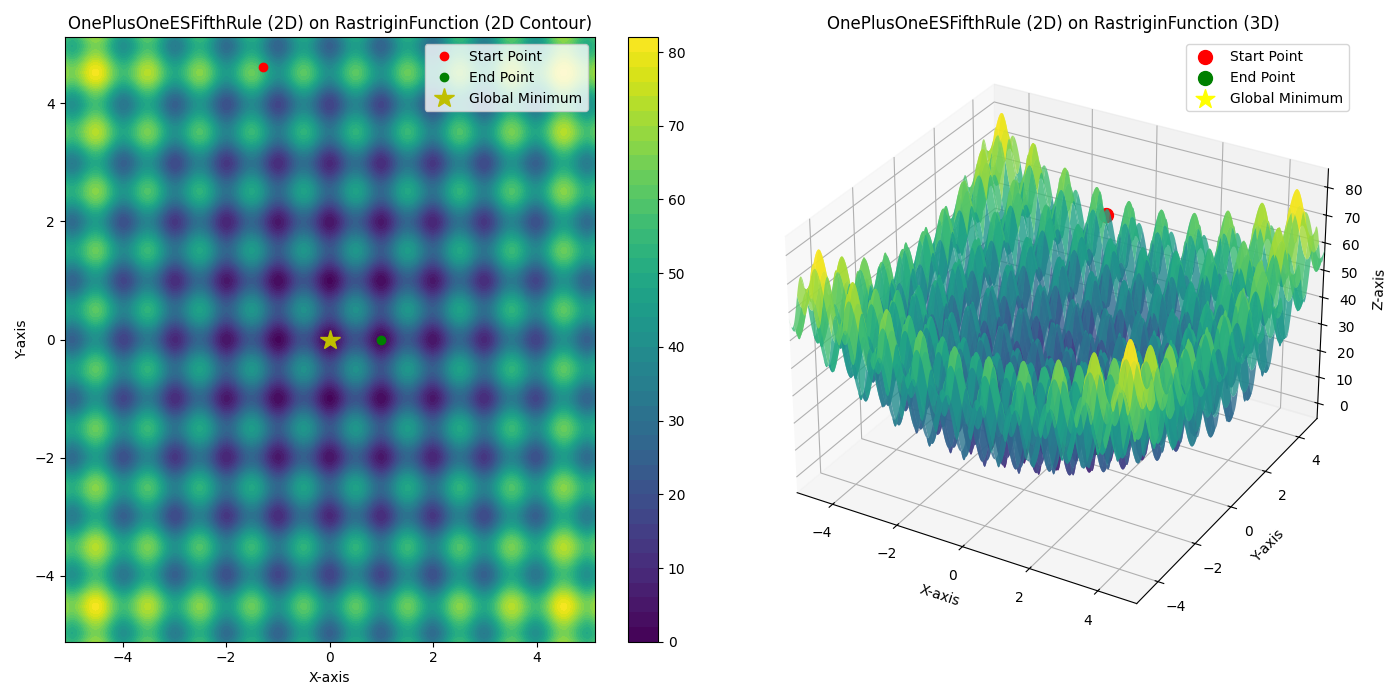 OnePlusOneESFifthRule (2D) on RastriginFunction (2D Contour)
Start Point
End Point
Global Minimum
4
2
0
−2
−4
Y-axis
−4
−2
0
2
4
X-axis
80
70
60
50
40
30
20
10
0
OnePlusOneESFifthRule (2D) on RastriginFunction (3D)
Start Point
End Point
Global Minimum
80
70
60
50
40
30
20
10
0
Z-axis
4
2
0
−2
−4
Y-axis
−4
−2
0
2
4
X-axis